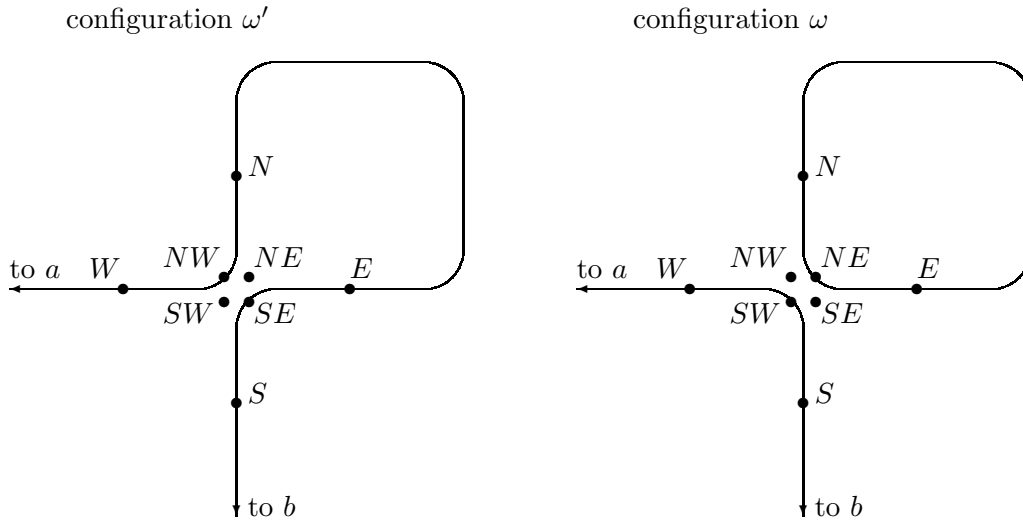 configuration ω′
configuration ω
N
NW
NE
to a
W
E
SW
SE
S
to b
N
NW
NE
to a
W
E
SW
SE
S
to b